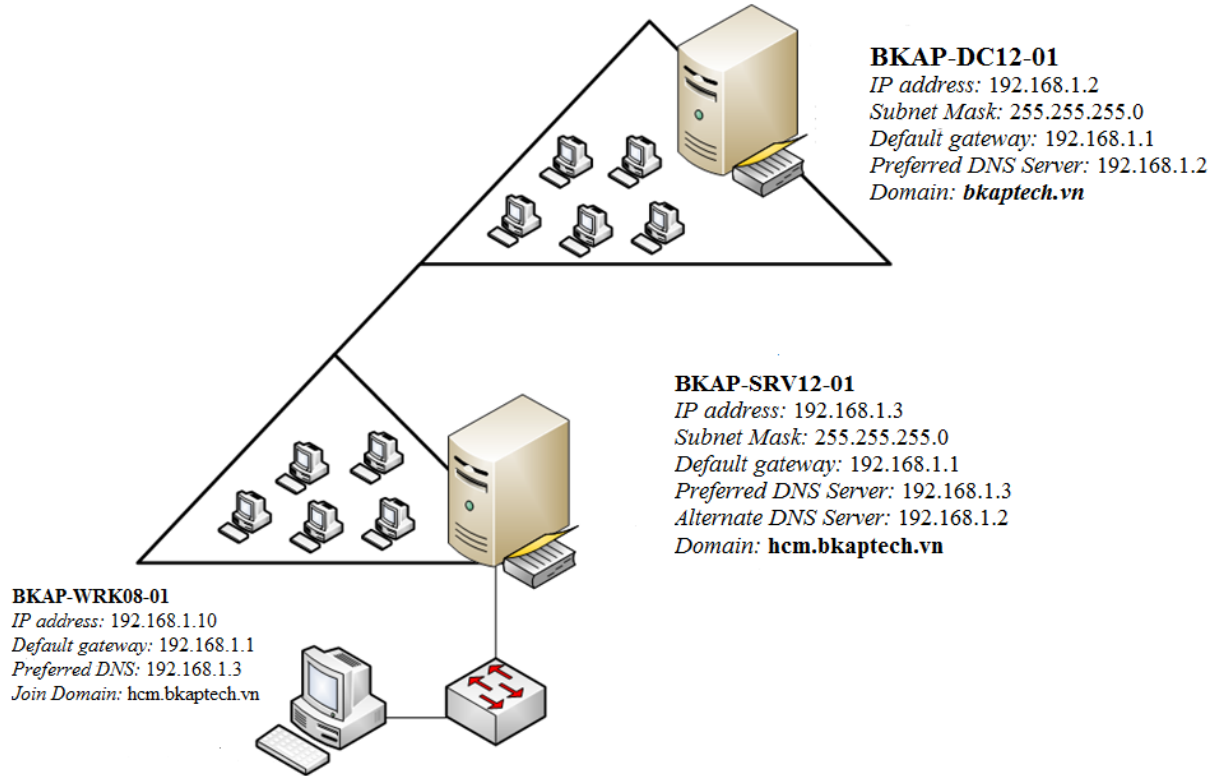 BKAP-DC12-01
IP address: 192.168.1.2
Subnet Mask: 255.255.255.0
Default gateway: 192.168.1.1
Preferred DNS Server: 192.168.1.2
Domain: bkaptech.vn
BKAP-SRV12-01
IP address: 192.168.1.3
Subnet Mask: 255.255.255.0
Default gateway: 192.168.1.1
Preferred DNS Server: 192.168.1.3
Alternate DNS Server: 192.168.1.2
Domain: hcm.bkaptech.vn
BKAP-WRK08-01
IP address: 192.168.1.10
Default gateway: 192.168.1.1
Preferred DNS: 192.168.1.3
Join Domain: hcm.bkaptech.vn